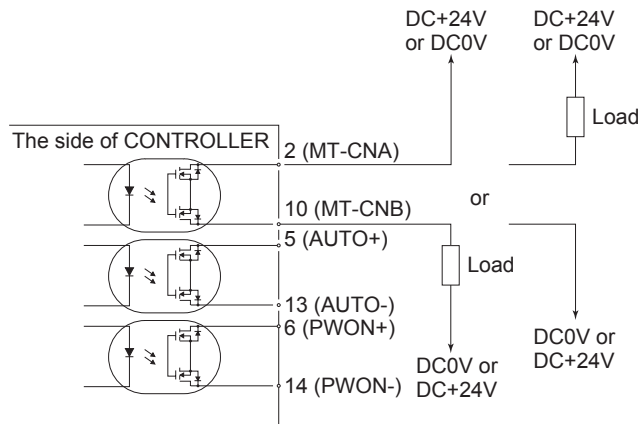 DC+24V
or DC0V
DC+24V
or DC0V
Load
The side of CONTROLLER
2 (MT-CNA)
10 (MT-CNB)
or
5 (AUTO+)
Load
13 (AUTO-)
6 (PWON+)
DC0V or
DC+24V
DC0V or
DC+24V
14 (PWON-)